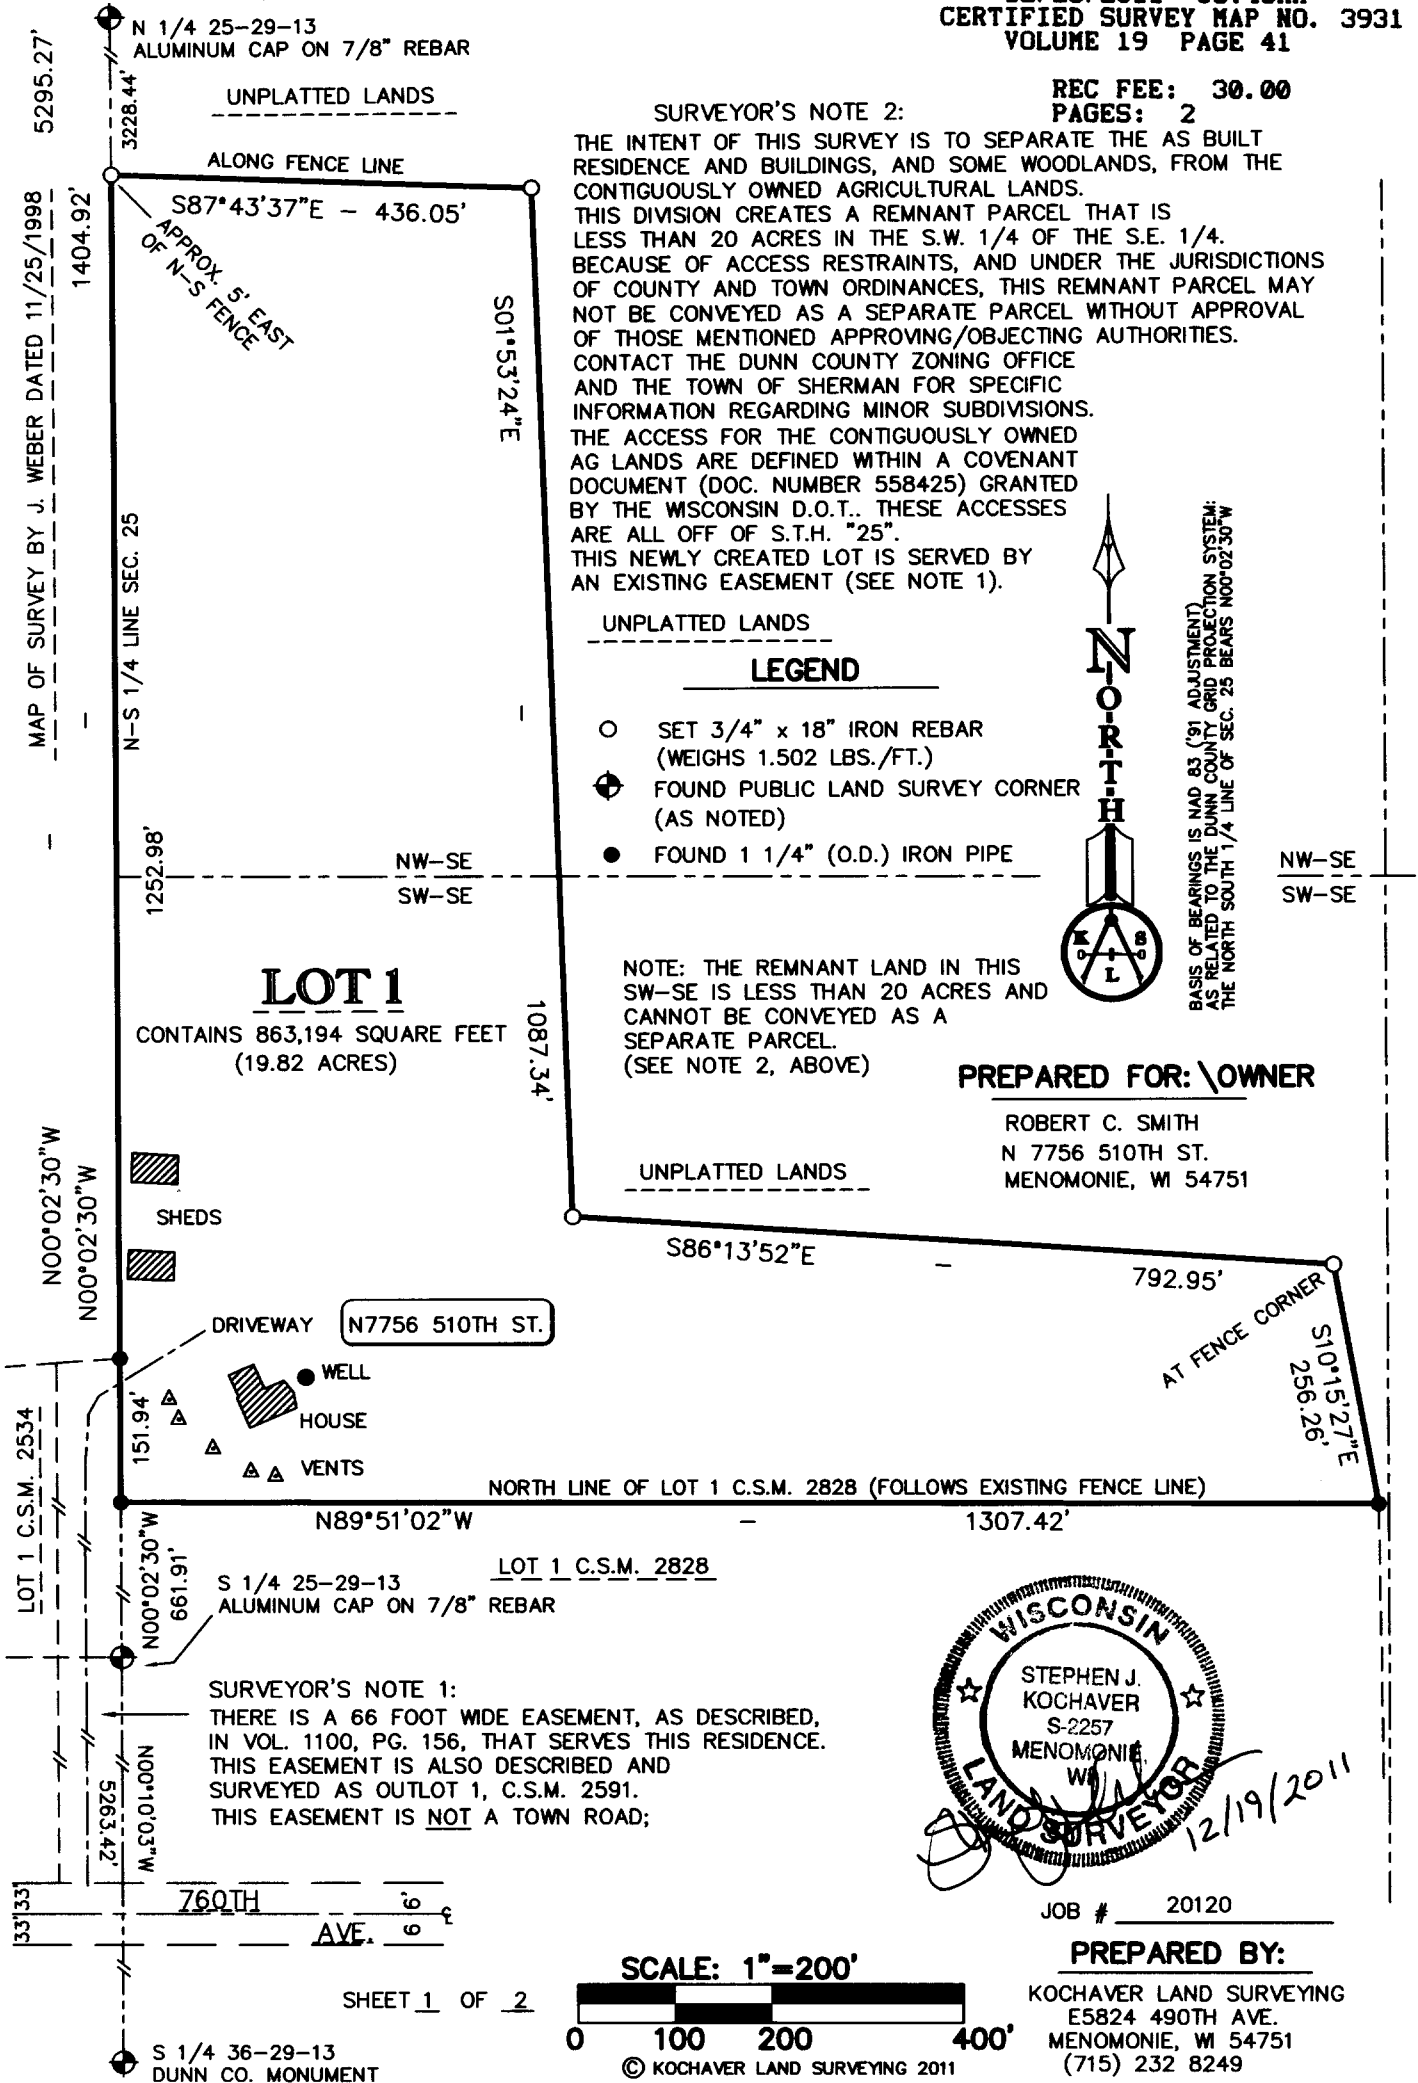 CERTIFIED SURVEY MAP NO. 3931
VOLUME 19 PAGE 41
REC FEE: 30.00
PAGES: 2
N 1/4 25-29-13
ALUMINUM CAP ON 7/8" REBAR
5295.27'
3228.44'
UNPLATTED LANDS
ALONG FENCE LINE
S87°43'37"E - 436.05'
APPROX. 5' EAST
OF N-S FENCE
1404.92'
MAP OF SURVEY BY J. WEBER DATED 11/25/1998
N-S 1/4 LINE SEC. 25
S01°53'24"E
-
1087.34'
SURVEYOR'S NOTE 2:
THE INTENT OF THIS SURVEY IS TO SEPARATE THE AS BUILT
RESIDENCE AND BUILDINGS, AND SOME WOODLANDS, FROM THE
CONTIGUOUSLY OWNED AGRICULTURAL LANDS.
THIS DIVISION CREATES A REMNANT PARCEL THAT IS
LESS THAN 20 ACRES IN THE S.W. 1/4 OF THE S.E. 1/4.
BECAUSE OF ACCESS RESTRAINTS, AND UNDER THE JURISDICTIONS
OF COUNTY AND TOWN ORDINANCES, THIS REMNANT PARCEL MAY
NOT BE CONVEYED AS A SEPARATE PARCEL WITHOUT APPROVAL
OF THOSE MENTIONED APPROVING/OBJECTING AUTHORITIES.
CONTACT THE DUNN COUNTY ZONING OFFICE
AND THE TOWN OF SHERMAN FOR SPECIFIC
INFORMATION REGARDING MINOR SUBDIVISIONS.
THE ACCESS FOR THE CONTIGUOUSLY OWNED
AG LANDS ARE DEFINED WITHIN A COVENANT
DOCUMENT (DOC. NUMBER 558425) GRANTED
BY THE WISCONSIN D.O.T.. THESE ACCESSES
ARE ALL OFF OF S.T.H. "25".
THIS NEWLY CREATED LOT IS SERVED BY
AN EXISTING EASEMENT (SEE NOTE 1).
UNPLATTED LANDS
LEGEND
SET 3/4" x 18" IRON REBAR
(WEIGHS 1.502 LBS./FT.)
FOUND PUBLIC LAND SURVEY CORNER
(AS NOTED)
FOUND 1 1/4" (O.D.) IRON PIPE
NORTH
K S
L
BASIS OF BEARINGS IS NAD 83 ('91 ADJUSTMENT)
AS RELATED TO THE DUNN COUNTY GRID PROJECTION SYSTEM:
THE NORTH SOUTH 1/4 LINE OF SEC. 25 BEARS N00°02'30"W
1252.98'
NW-SE
SW-SE
NW-SE
SW-SE
LOT 1
CONTAINS 863,194 SQUARE FEET
(19.82 ACRES)
NOTE: THE REMNANT LAND IN THIS
SW-SE IS LESS THAN 20 ACRES AND
CANNOT BE CONVEYED AS A
SEPARATE PARCEL.
(SEE NOTE 2, ABOVE)
PREPARED FOR: \OWNER
ROBERT C. SMITH
N 7756 510TH ST.
MENOMONIE, WI 54751
N00°02'30"W
N00°02'30"W
SHEDS
UNPLATTED LANDS
S86°13'52"E - 792.95'
AT FENCE CORNER
S10°15'27"E
256.26'
DRIVEWAY
N7756 510TH ST.
WELL
HOUSE
VENTS
151.94'
LOT 1 C.S.M. 2534
NORTH LINE OF LOT 1 C.S.M. 2828 (FOLLOWS EXISTING FENCE LINE)
N89°51'02"W - 1307.42'
LOT 1 C.S.M. 2828
N00°02'30"W
661.91'
S 1/4 25-29-13
ALUMINUM CAP ON 7/8" REBAR
SURVEYOR'S NOTE 1:
THERE IS A 66 FOOT WIDE EASEMENT, AS DESCRIBED,
IN VOL. 1100, PG. 156, THAT SERVES THIS RESIDENCE.
THIS EASEMENT IS ALSO DESCRIBED AND
SURVEYED AS OUTLOT 1, C.S.M. 2591.
THIS EASEMENT IS NOT A TOWN ROAD;
N00°10'03"W
5263.42'
WISCONSIN
STEPHEN J.
KOCHAVER
S-2257
MENOMONIE,
WI
LAND SURVEYOR
12/19/2011
33' 33'
760TH
AVE.
JOB # 20120
PREPARED BY:
KOCHAVER LAND SURVEYING
E5824 490TH AVE.
MENOMONIE, WI 54751
(715) 232 8249
SCALE: 1"=200'
0 100 200 400'
© KOCHAVER LAND SURVEYING 2011
SHEET 1 OF 2
S 1/4 36-29-13
DUNN CO. MONUMENT